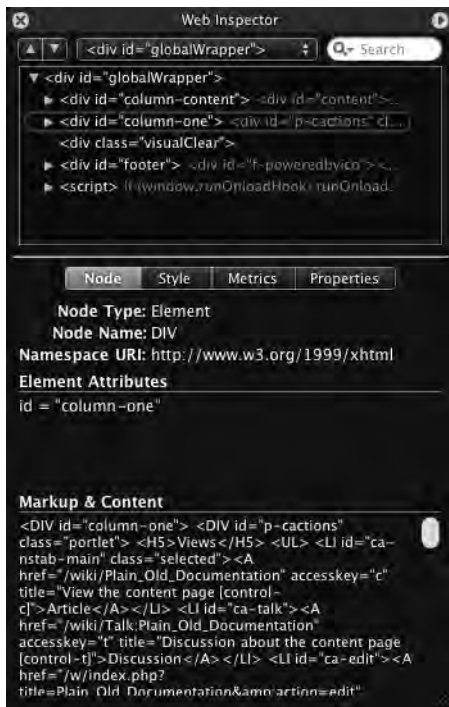 Web Inspector
<div id="globalWrapper">
Search
▼ <div id="globalWrapper">
▶ <div id="column-content"> <div id="content">...
▶ <div id="column-one"> <div id="p-cactions" cl...
<div class="visualClear">
▶ <div id="footer"> <div id="f-poweredbyico"> <...
▶ <script> if (window.runOnloadHook) runOnload...
Node Style Metrics Properties
Node Type: Element
Node Name: DIV
Namespace URI: http://www.w3.org/1999/xhtml
Element Attributes
id = "column-one"
Markup & Content
<DIV id="column-one"> <DIV id="p-cactions"
class="portlet"> <H5>Views</H5> <UL> <LI id="ca-
nstab-main" class="selected"><A
href="/wiki/Plain_Old_Documentation" accesskey="c"
title="View the content page [control-
c]">Article</A></LI> <LI id="ca-talk"><A
href="/wiki/Talk:Plain_Old_Documentation"
accesskey="t" title="Discussion about the content page
[control-t]">Discussion</A></LI> <LI id="ca-edit"><A
href="/w/index.php?
title=Plain_Old_Documentation&amp;action=edit"